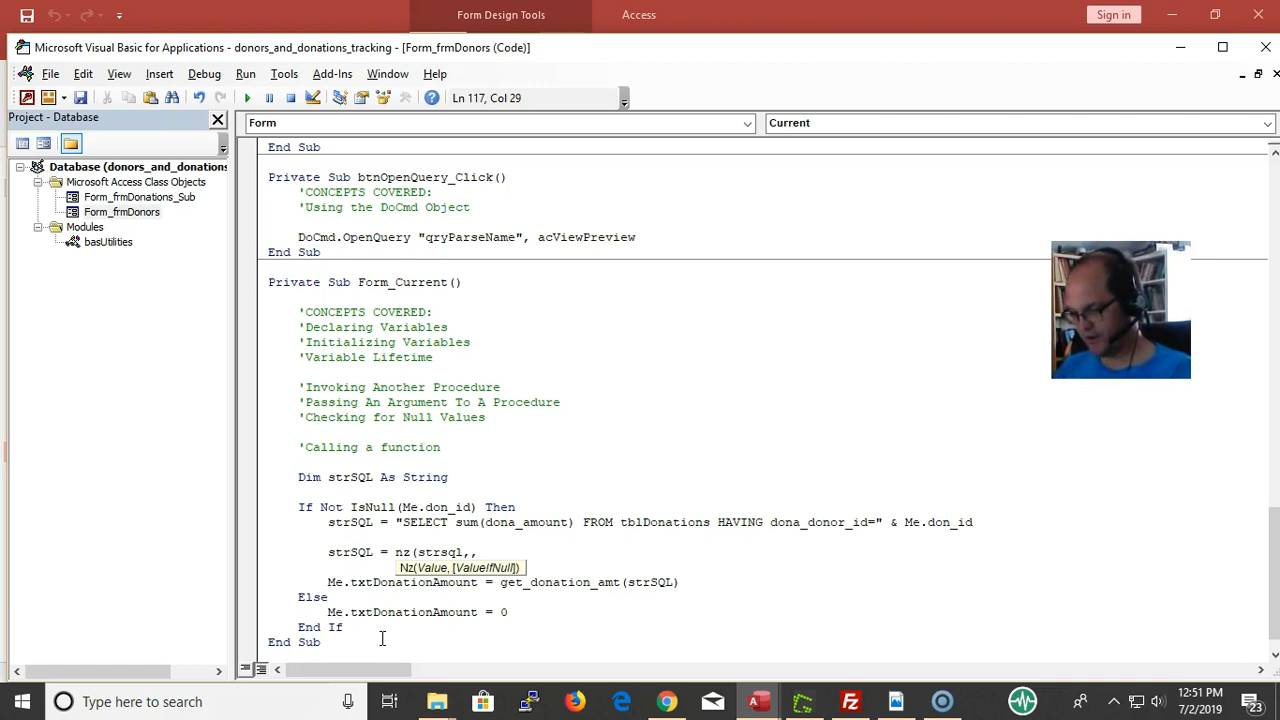 Form Design Tools
Access
Sign in
Microsoft Visual Basic for Applications - donors_and_donations_tracking - [Form_frmDonors (Code)]
File Edit View Insert Debug Run Tools Add-Ins Window Help
Ln 117, Col 29
Project - Database
Form
Current
Database (donors_and_donations
Microsoft Access Class Objects
Form_frmDonations_Sub
Form_frmDonors
Modules
basUtilities
End Sub
Private Sub btnOpenQuery_Click()
'CONCEPTS COVERED:
'Using the DoCmd Object
DoCmd.OpenQuery "qryParseName", acViewPreview
End Sub
Private Sub Form_Current()
'CONCEPTS COVERED:
'Declaring Variables
'Initializing Variables
'Variable Lifetime
'Invoking Another Procedure
'Passing An Argument To A Procedure
'Checking for Null Values
'Calling a function
Dim strSQL As String
If Not IsNull(Me.don_id) Then
strSQL = "SELECT sum(dona_amount) FROM tblDonations HAVING dona_donor_id=" & Me.don_id
strSQL = nz(strsql,,
Nz(Value, [ValueIfNull])
Me.txtDonationAmount = get_donation_amt(strSQL)
Else
Me.txtDonationAmount = 0
End If
End Sub
Type here to search
12:51 PM
7/2/2019
23